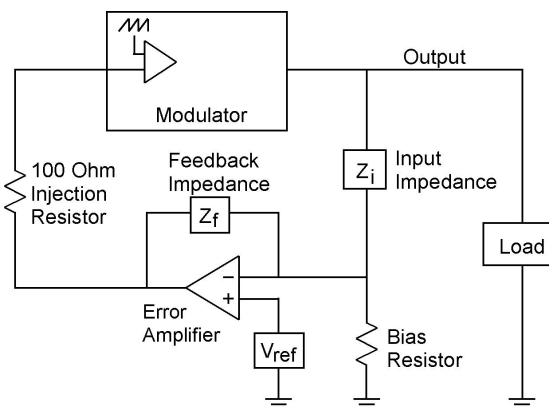 Modulator
Output
Feedback
Impedance
Zf
100 Ohm
Injection
Resistor
Zi
Input
Impedance
Load
−
+
Error
Amplifier
Vref
Bias
Resistor